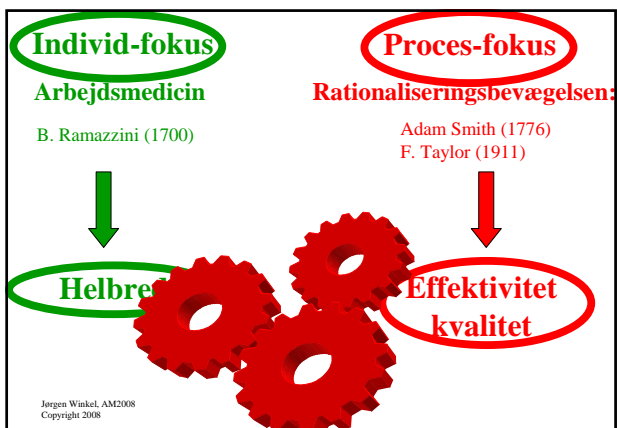 Individ-fokus
Arbejdsmedicin
B. Ramazzini (1700)
Helbred
Proces-fokus
Rationaliseringsbevægelsen:
Adam Smith (1776)
F. Taylor (1911)
Effektivitet
kvalitet
Jørgen Winkel, AM2008
Copyright 2008